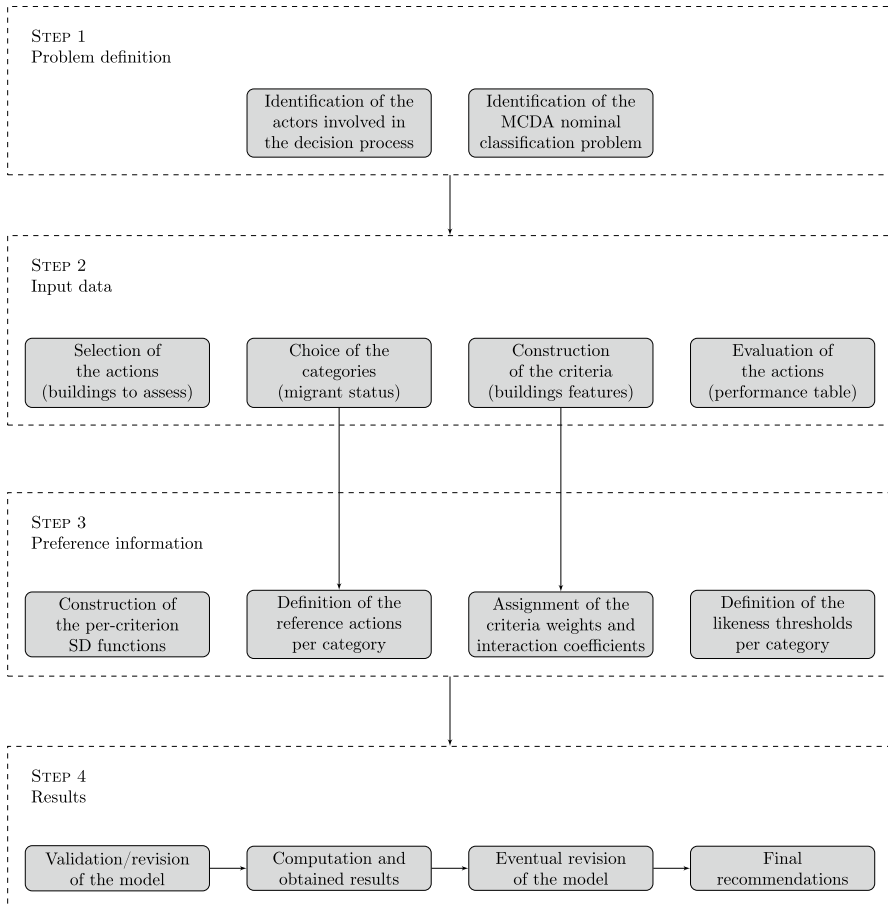 STEP 1
Problem definition
Identification of the
actors involved in
the decision process
Identification of the
MCDA nominal
classification problem
STEP 2
Input data
Selection of
the actions
(buildings to assess)
Choice of the
categories
(migrant status)
Construction
of the criteria
(buildings features)
Evaluation of
the actions
(performance table)
STEP 3
Preference information
Construction of
the per-criterion
SD functions
Definition of the
reference actions
per category
Assignment of the
criteria weights and
interaction coefficients
Definition of the
likeness thresholds
per category
STEP 4
Results
Validation/revision
of the model
Computation and
obtained results
Eventual revision
of the model
Final
recommendations